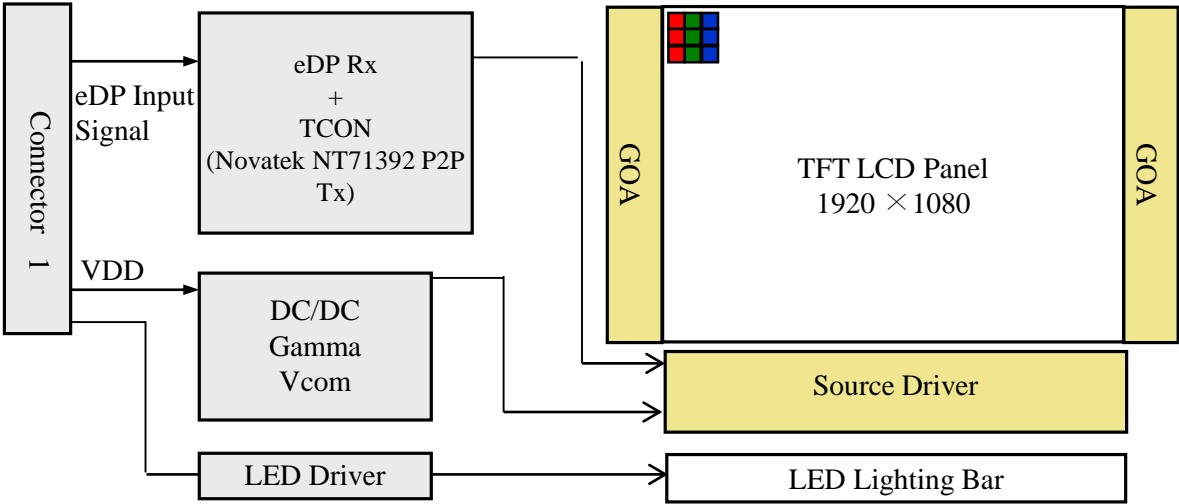 Connector 1
eDP Input
Signal
eDP Rx
+
TCON
(Novatek NT71392 P2P
Tx)
VDD
DC/DC
Gamma
Vcom
LED Driver
GOA
TFT LCD Panel
1920 ×1080
GOA
Source Driver
LED Lighting Bar